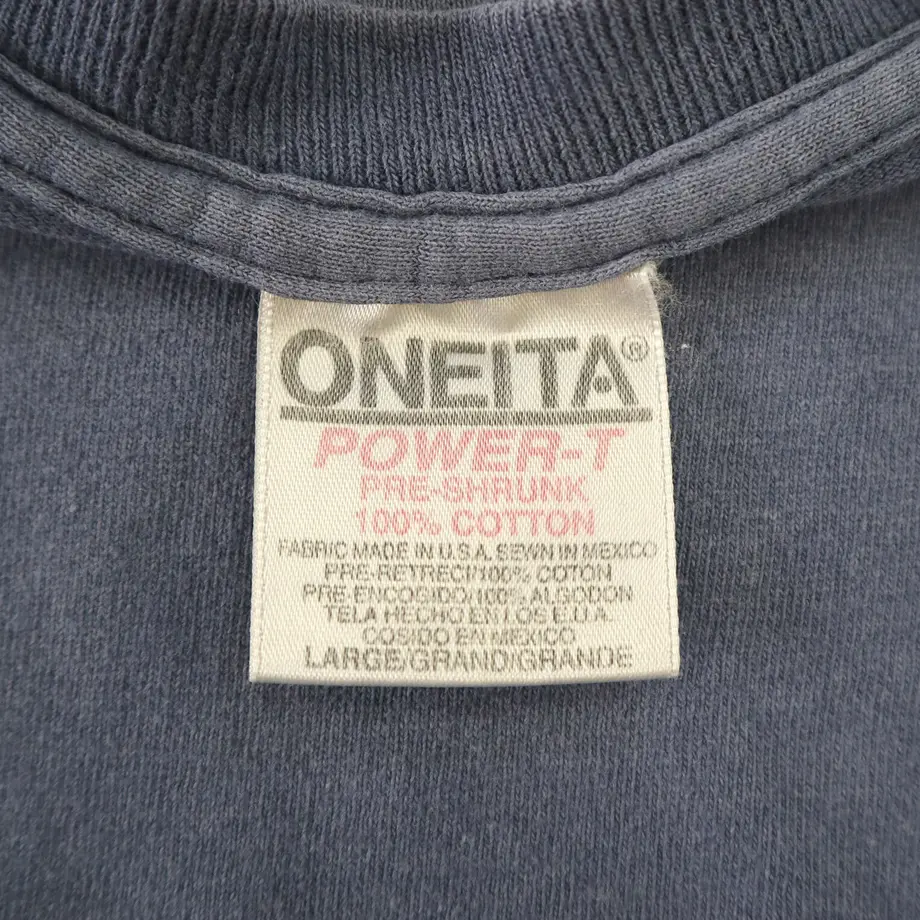 ONEITA®
POWER-T
PRE-SHRUNK
100% COTTON
FABRIC MADE IN U.S.A. SEWN IN MEXICO
PRE-RETRECI/100% COTON
PRE-ENCOGIDO/100% ALGODON
TELA HECHO EN LOS E.U.A.
COSIDO EN MEXICO
LARGE/GRAND/GRANDE